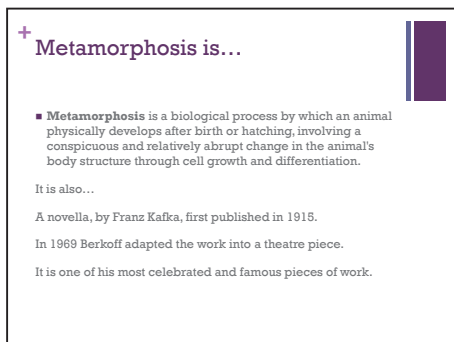 +
Metamorphosis is…
■ Metamorphosis is a biological process by which an animal
physically develops after birth or hatching, involving a
conspicuous and relatively abrupt change in the animal's
body structure through cell growth and differentiation.
It is also…
A novella, by Franz Kafka, first published in 1915.
In 1969 Berkoff adapted the work into a theatre piece.
It is one of his most celebrated and famous pieces of work.